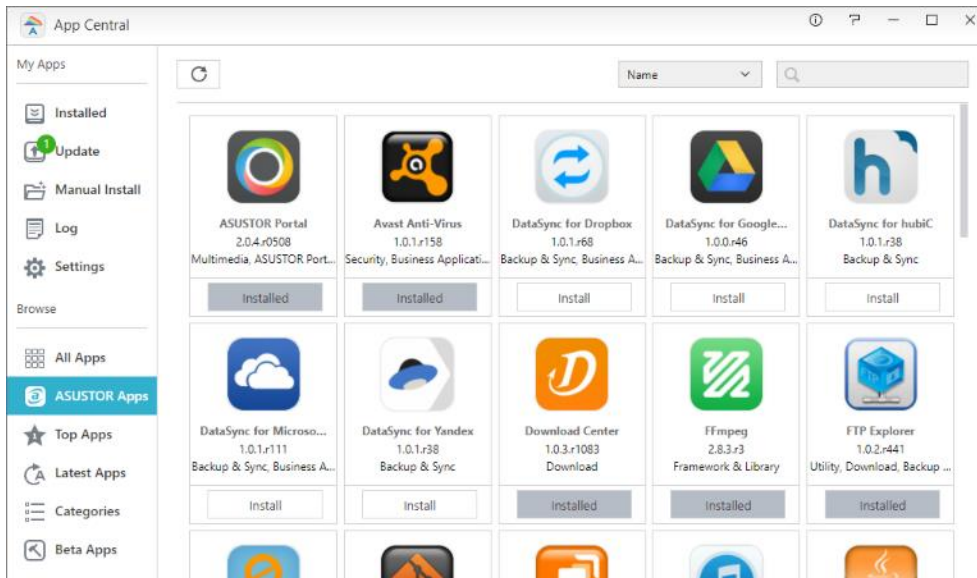 App Central
My Apps
Installed
1
Update
Manual Install
Log
Settings
Browse
All Apps
ASUSTOR Apps
Top Apps
Latest Apps
Categories
Beta Apps
Name
ASUSTOR Portal
2.0.4.r0508
Multimedia, ASUSTOR Port...
Installed
Avast Anti-Virus
1.0.1.r158
Security, Business Applicati...
Installed
DataSync for Dropbox
1.0.1.r68
Backup & Sync, Business A...
Install
DataSync for Google...
1.0.0.r46
Backup & Sync, Business A...
Install
DataSync for hubiC
1.0.1.r38
Backup & Sync
Install
DataSync for Microso...
1.0.1.r111
Backup & Sync, Business A...
Install
DataSync for Yandex
1.0.1.r38
Backup & Sync
Install
Download Center
1.0.3.r1083
Download
Installed
FFmpeg
2.8.3.r3
Framework & Library
Installed
FTP Explorer
1.0.2.r441
Utility, Download, Backup ...
Installed